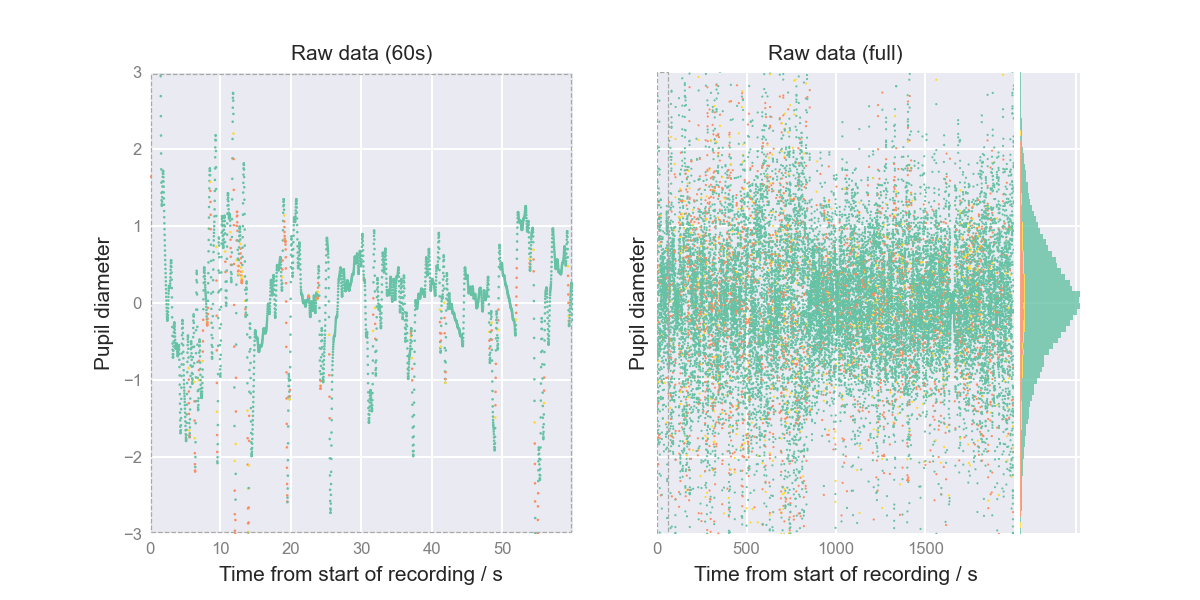 Raw data (60s)
Raw data (full)
Pupil diameter
3
2
1
0
−1
−2
−3
0
10
20
30
40
50
Time from start of recording / s
Pupil diameter
0
500
1000
1500
Time from start of recording / s